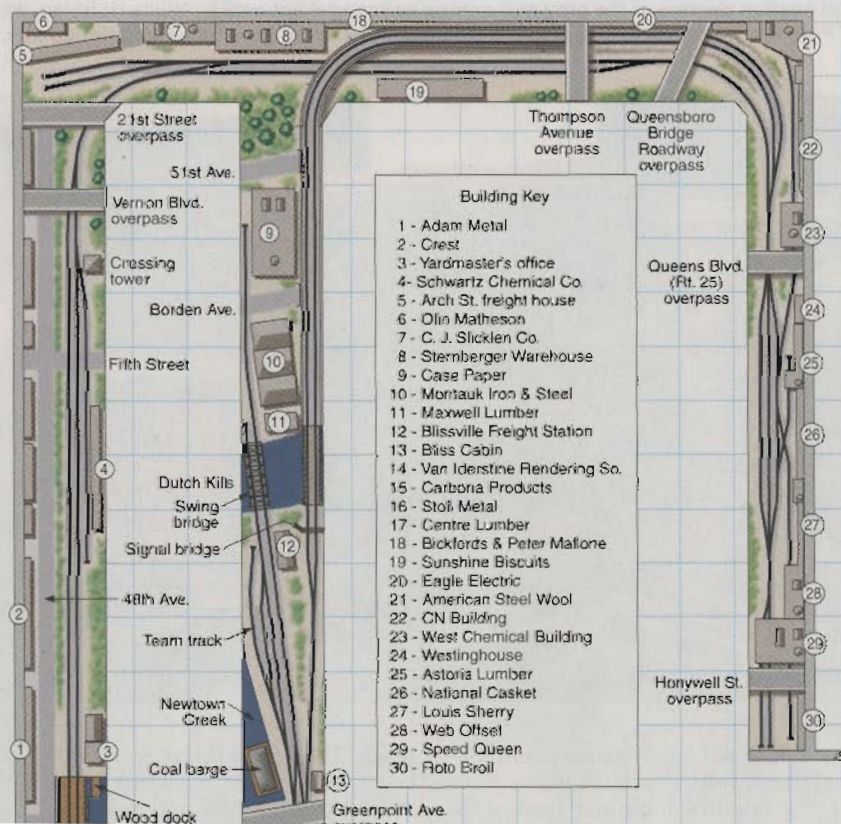 6
7
8
18
20
21
5
19
21st Street
overpass
Thompson
Avenue
overpass
Queensboro
Bridge
Roadway
overpass
51st Ave.
22
Vernon Blvd.
overpass
9
23
Crossing
tower
Queens Blvd.
(Rt. 25)
overpass
Borden Ave.
24
Fifth Street
10
25
11
26
4
Dutch Kills
Swing
bridge
Signal bridge
12
27
48th Ave.
28
2
Team track
29
Newtown
Creek
Honywell St.
overpass
1
3
Coal barge
13
30
Wood dock
Greenpoint Ave.
overpass
Building Key
1 - Adam Metal
2 - Crest
3 - Yardmaster's office
4- Schwartz Chemical Co.
5 - Arch St. freight house
6 - Olin Matheson
7 - C. J. Slicklen Co.
8 - Sternberger Warehouse
9 - Case Paper
10 - Montauk Iron & Steel
11 - Maxwell Lumber
12 - Blissville Freight Station
13 - Bliss Cabin
14 - Van Iderstine Rendering So.
15 - Carbona Products
16 - Stoll Metal
17 - Centre Lumber
18 - Bickfords & Peter Mallone
19 - Sunshine Biscuits
20 - Eagle Electric
21 - American Steel Wool
22 - CN Building
23 - West Chemical Building
24 - Westinghouse
25 - Astoria Lumber
26 - National Casket
27 - Louis Sherry
28 - Web Offset
29 - Speed Queen
30 - Roto Broil